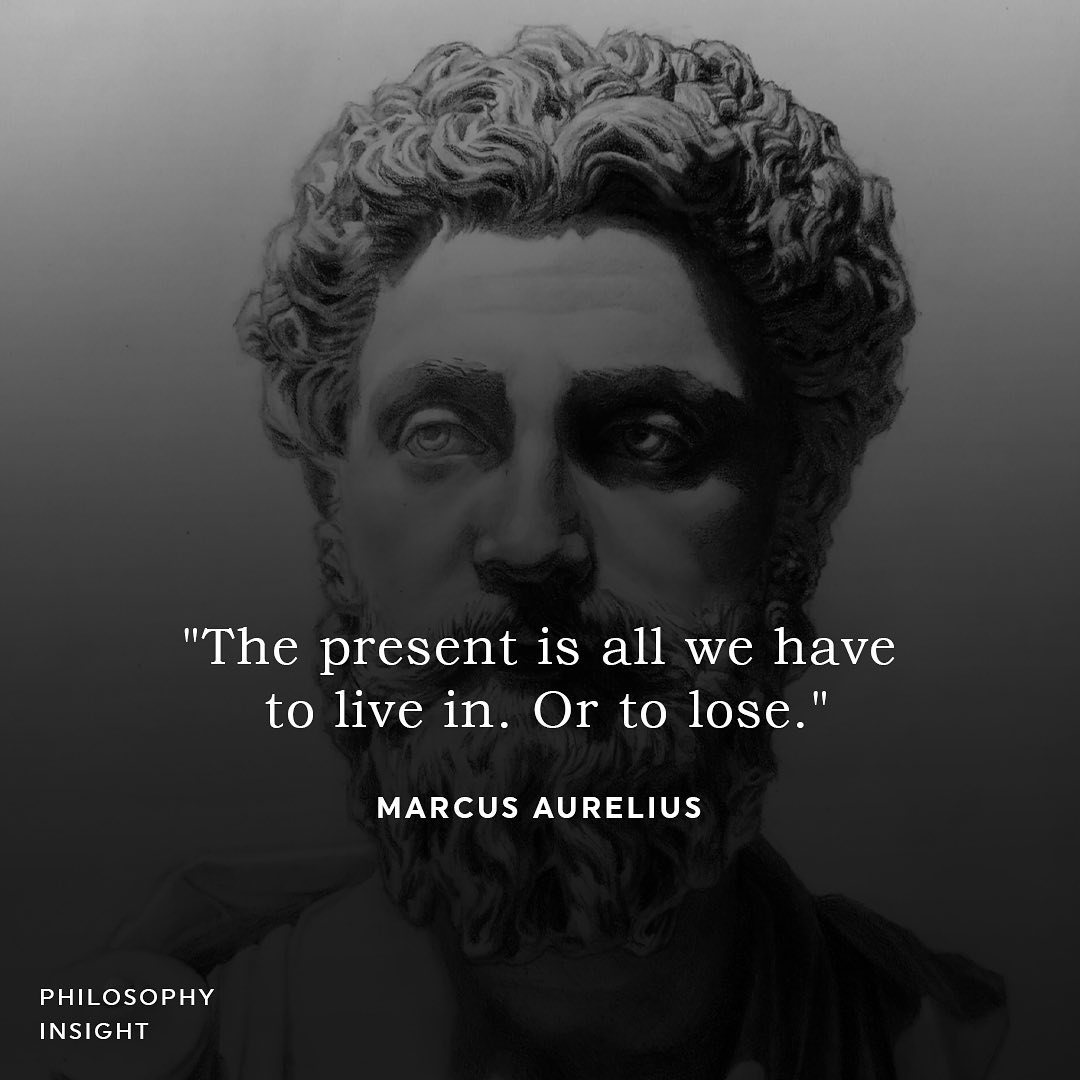 "The present is all we have
to live in. Or to lose."
MARCUS AURELIUS
PHILOSOPHY
INSIGHT